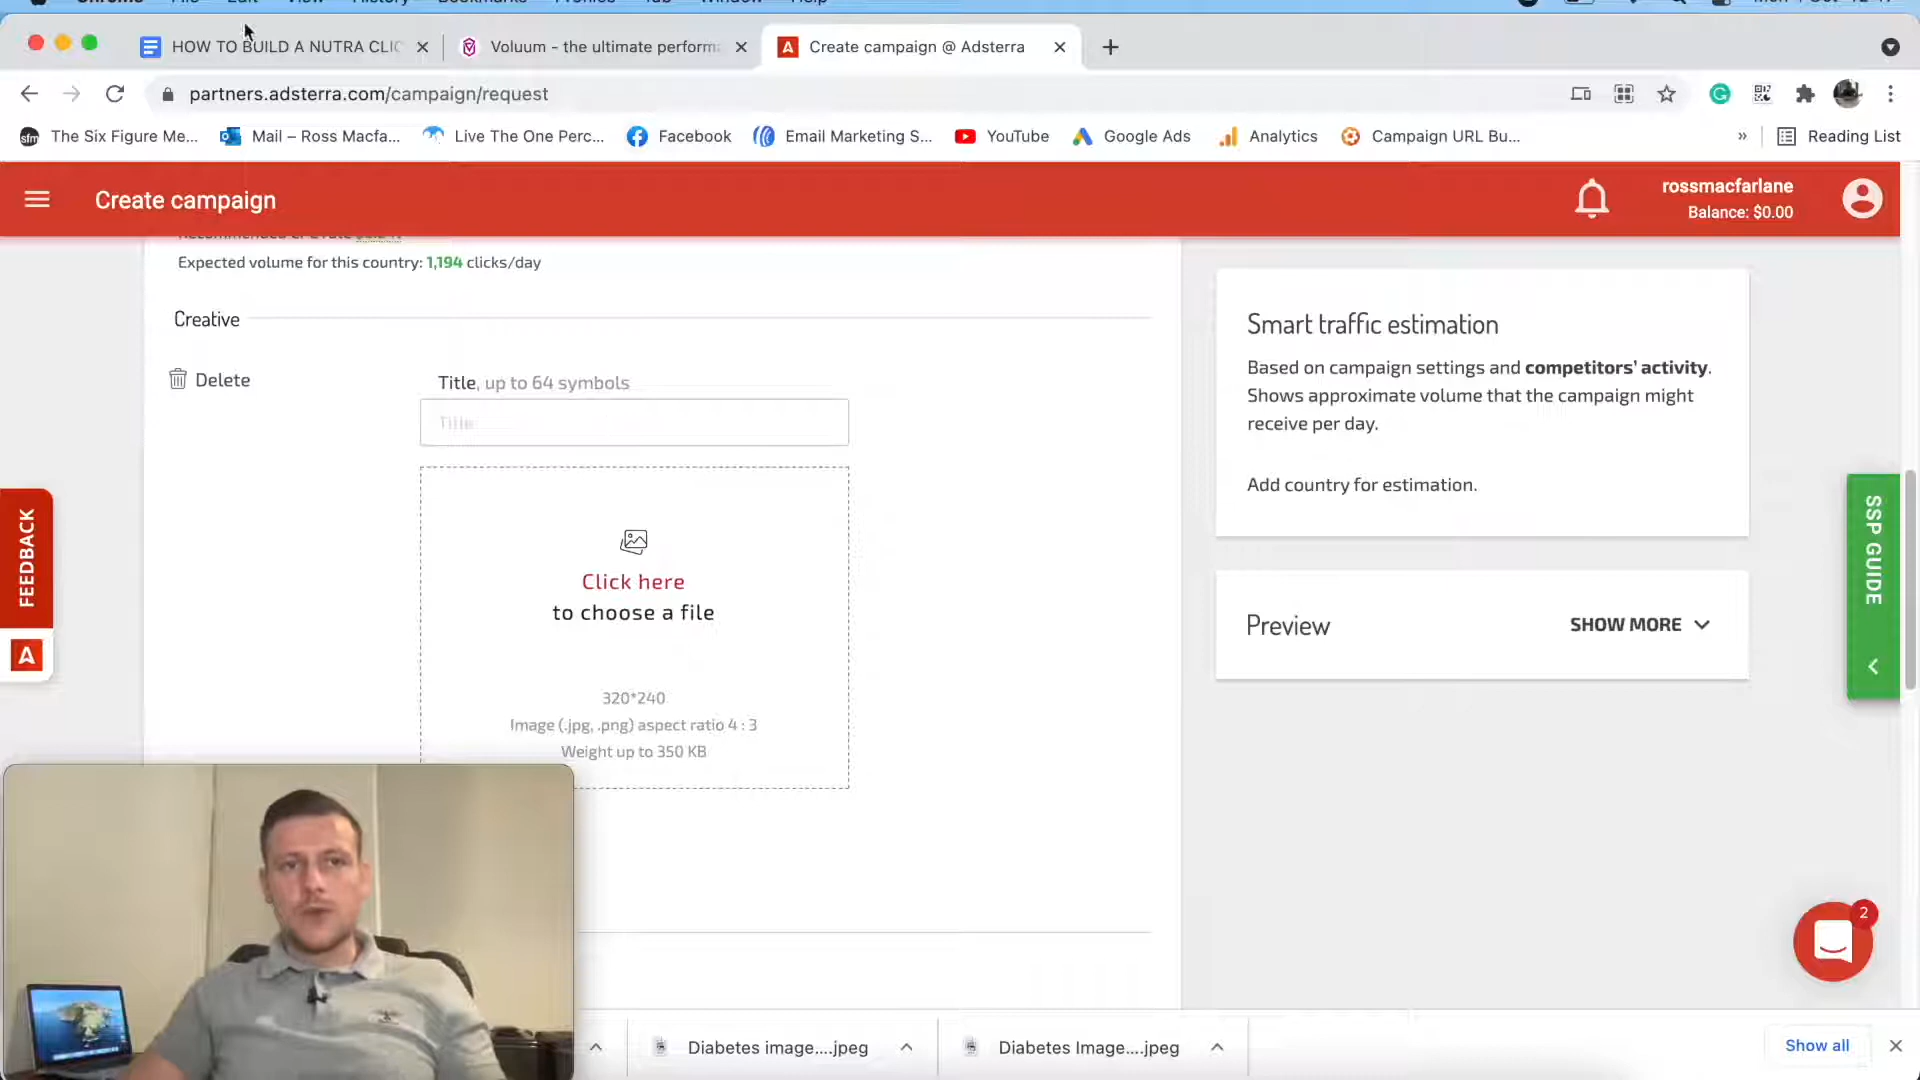 HOW TO BUILD A NUTRA CLIC
Voluum - the ultimate perform
Create campaign @ Adsterra
partners.adsterra.com/campaign/request
sfm
The Six Figure Me...
Mail – Ross Macfa...
Live The One Perc...
Facebook
Email Marketing S...
YouTube
Google Ads
Analytics
Campaign URL Bu...
»
Reading List
Create campaign
rossmacfarlane
Balance: $0.00
Expected volume for this country: 1,194 clicks/day
Creative
Delete
Title, up to 64 symbols
Title
Click here
to choose a file
320*240
Image (.jpg, .png) aspect ratio 4 : 3
Weight up to 350 KB
Smart traffic estimation
Based on campaign settings and competitors' activity.
Shows approximate volume that the campaign might
receive per day.
Add country for estimation.
Preview
SHOW MORE
FEEDBACK
A
SSP GUIDE
2
Diabetes image....jpeg
Diabetes Image....jpeg
Show all